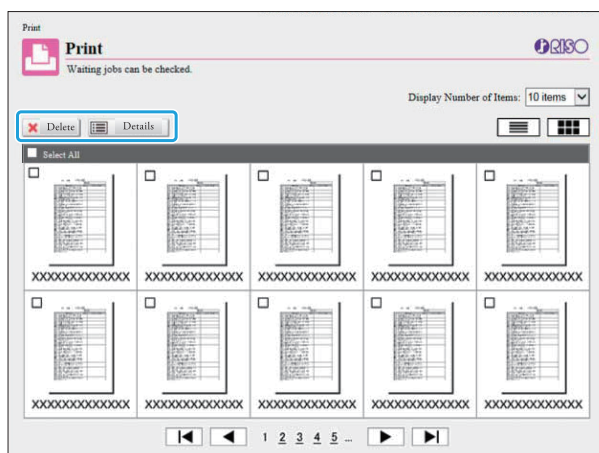 Print
Print
RISO
Waiting jobs can be checked.
Display Number of Items: 10 items
Delete Details
Select All
XXXXXXXXXXXXX XXXXXXXXXXXXX XXXXXXXXXXXXX XXXXXXXXXXXXX XXXXXXXXXXXXX
XXXXXXXXXXXXX XXXXXXXXXXXXX XXXXXXXXXXXXX XXXXXXXXXXXXX XXXXXXXXXXXXX
1 2 3 4 5 ...